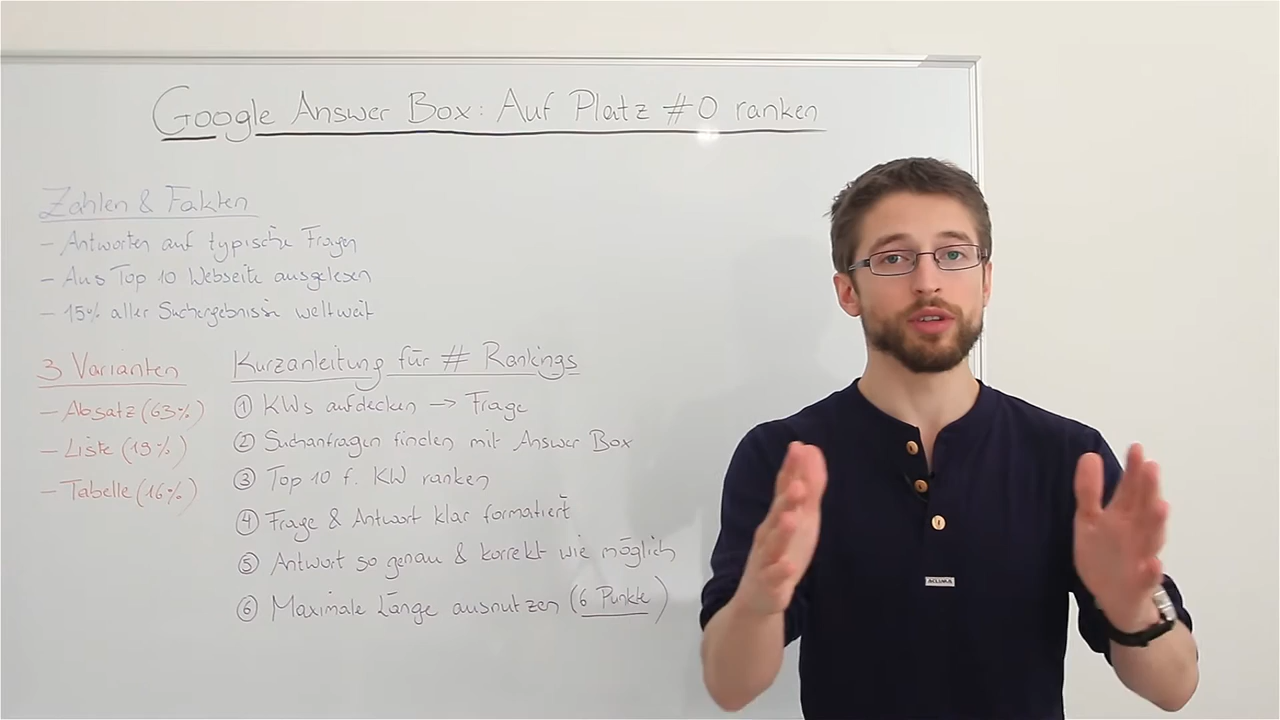 Google Answer Box: Auf Platz #0 ranken
Zahlen & Fakten
- Antworten auf typische Fragen
- Aus Top 10 Webseite ausgelesen
- 15% aller Suchergebnisse weltweit
3 Varianten
- Absatz (63%)
- Liste (19%)
- Tabelle (16%)
Kurzanleitung für # Rankings
① KWs aufdecken → Frage
② Suchanfragen finden mit Answer Box
③ Top 10 f. KW ranken
④ Frage & Antwort klar formatiert
⑤ Antwort so genau & korrekt wie möglich
⑥ Maximale Länge ausnutzen (6 Punkte)
ACLIMA